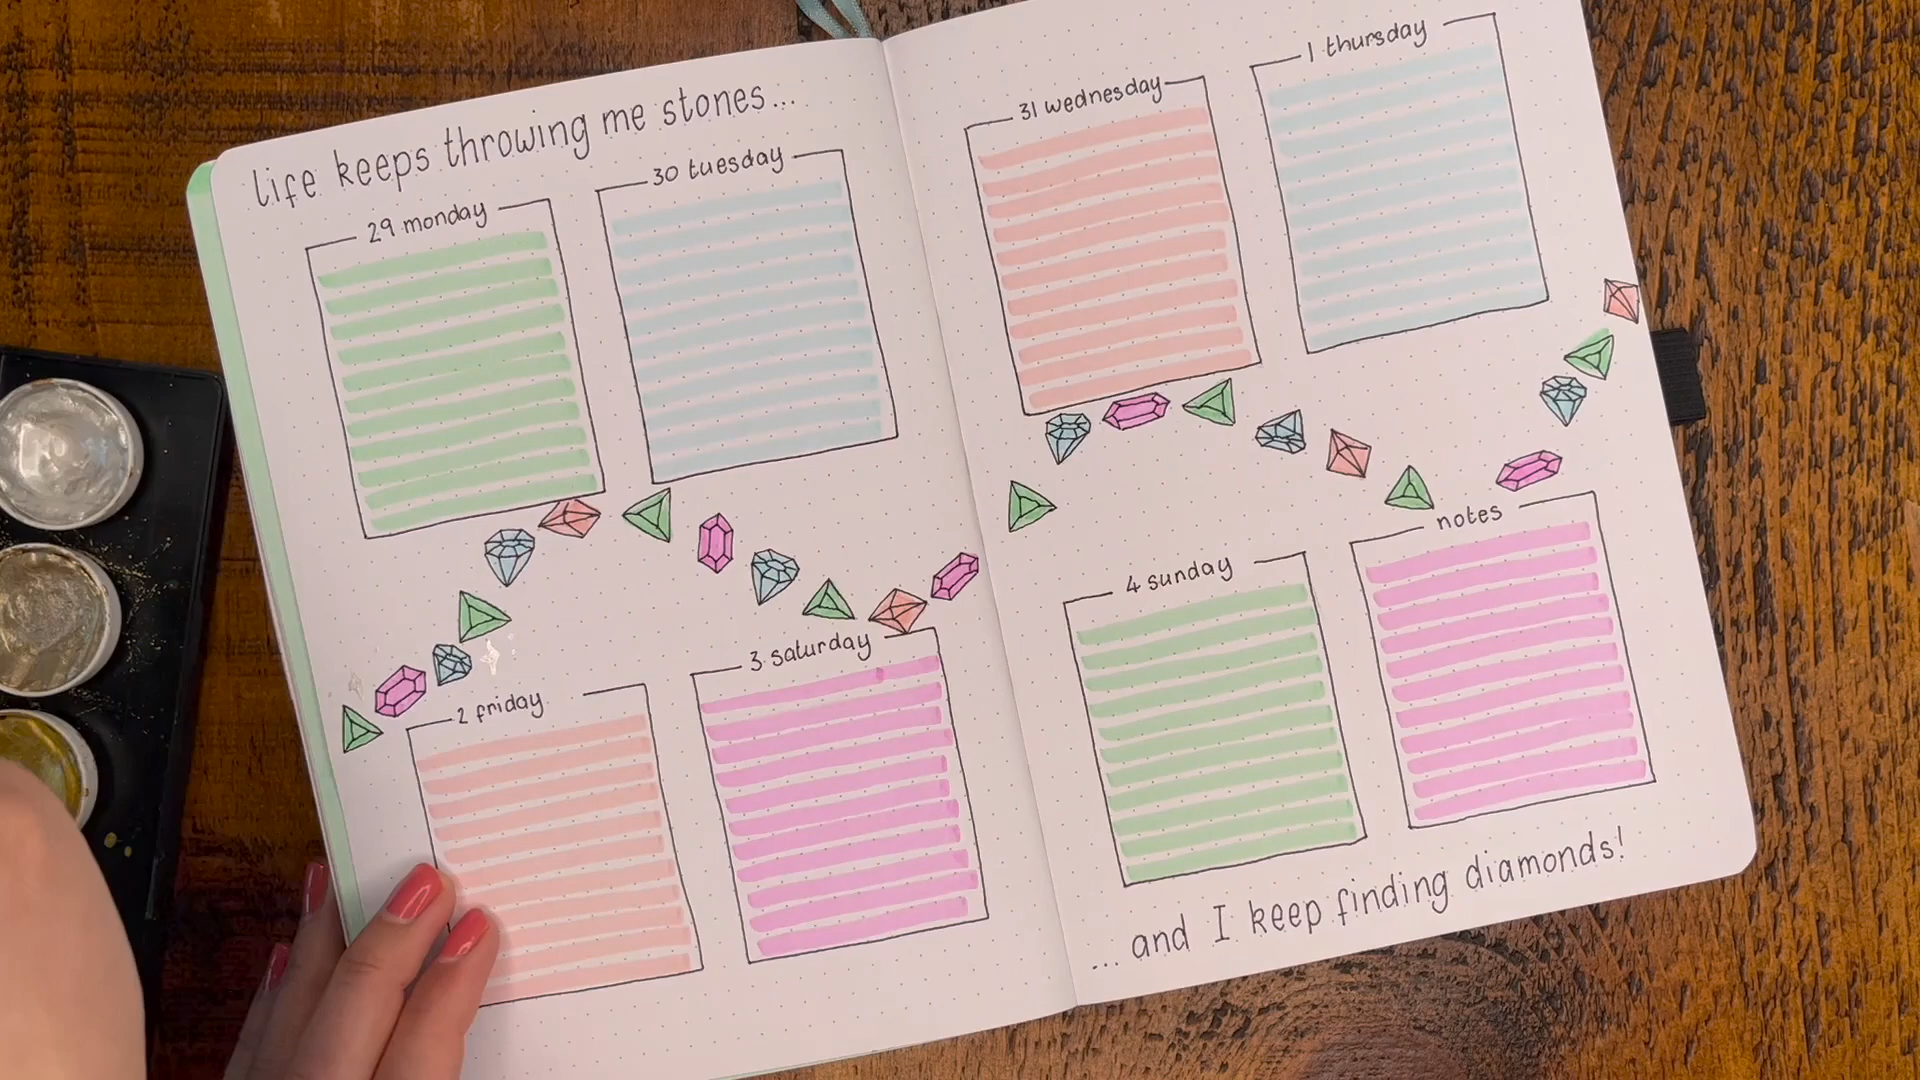 life keeps throwing me stones...
29 monday
30 tuesday
31 wednesday
1 thursday
2 friday
3 saturday
4 sunday
notes
... and I keep finding diamonds!